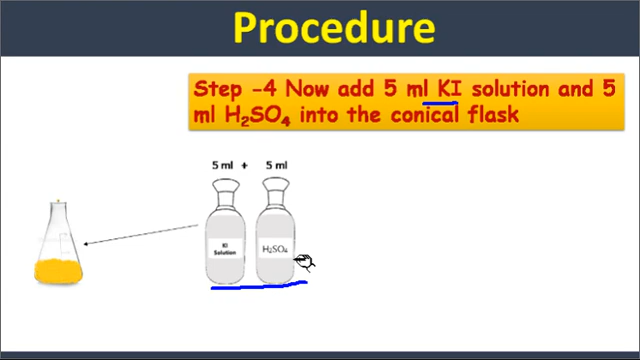 Procedure
Step -4 Now add 5 ml KI solution and 5
ml H₂SO₄ into the conical flask
5 ml + 5 ml
KI
Solution
H₂SO₄